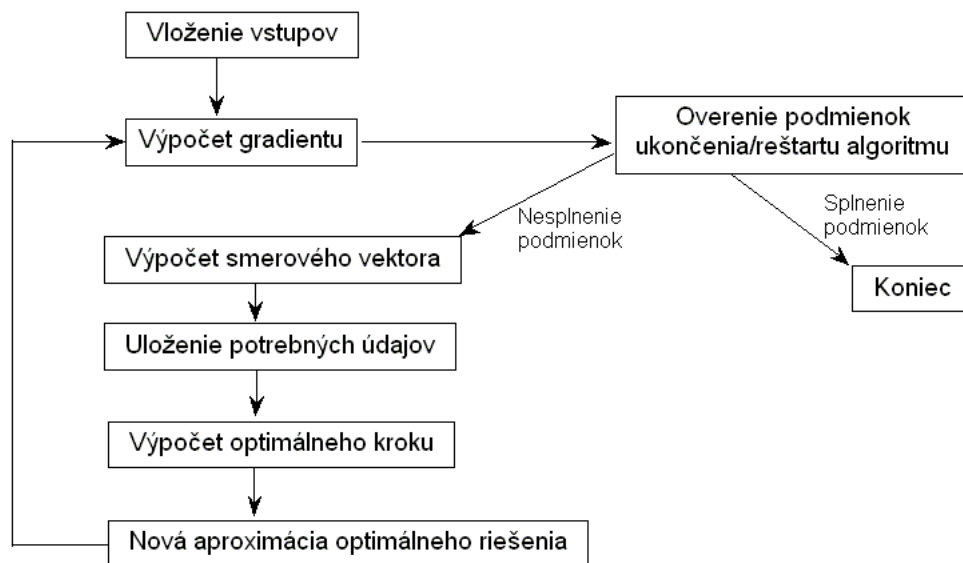 Vloženie vstupov
Výpočet gradientu
Overenie podmienok
ukončenia/reštartu algoritmu
Nesplnenie
podmienok
Splnenie
podmienok
Výpočet smerového vektora
Koniec
Uloženie potrebných údajov
Výpočet optimálneho kroku
Nová aproximácia optimálneho riešenia